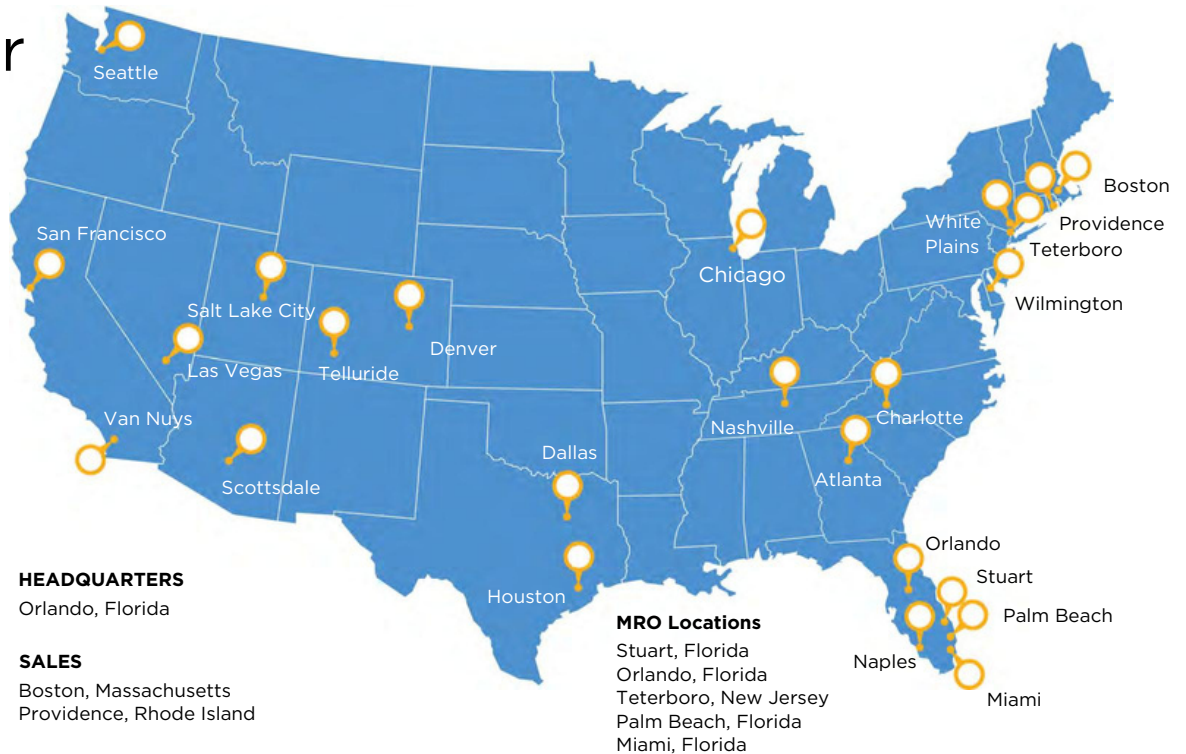 r
Seattle
Boston
White
Plains
Providence
Teterboro
San Francisco
Chicago
Wilmington
Salt Lake City
Denver
Las Vegas
Telluride
Van Nuys
Nashville
Charlotte
Dallas
Atlanta
Scottsdale
Orlando
Stuart
Houston
Palm Beach
Naples
Miami
HEADQUARTERS
Orlando, Florida
SALES
Boston, Massachusetts
Providence, Rhode Island
MRO Locations
Stuart, Florida
Orlando, Florida
Teterboro, New Jersey
Palm Beach, Florida
Miami, Florida